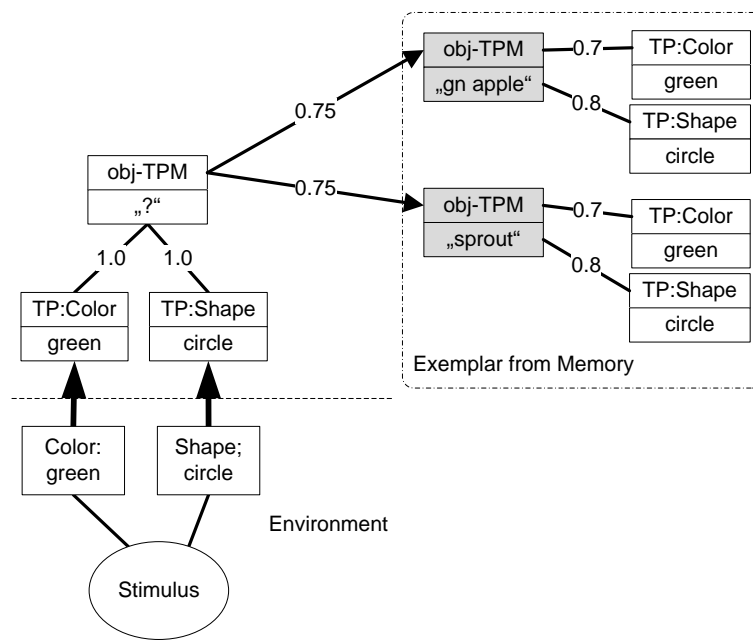 obj-TPM
„gn apple“
0.7
TP:Color
green
0.8
TP:Shape
circle
0.75
obj-TPM
„?“
0.75
obj-TPM
„sprout“
0.7
TP:Color
green
0.8
TP:Shape
circle
1.0
1.0
TP:Color
green
TP:Shape
circle
Exemplar from Memory
Color:
green
Shape;
circle
Environment
Stimulus